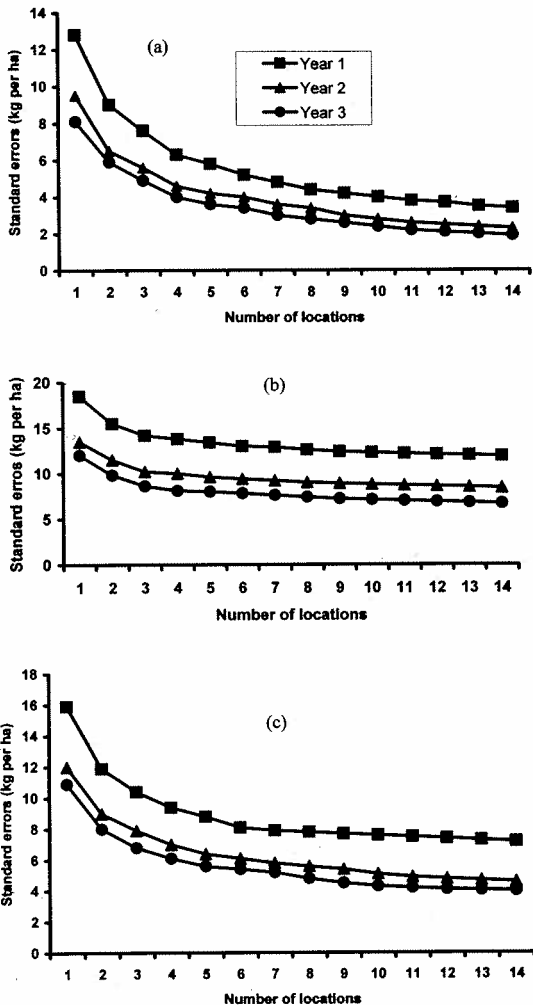 (a)
Standard errors (kg per ha)
14
12
10
8
6
4
2
0
Year 1
Year 2
Year 3
1 2 3 4 5 6 7 8 9 10 11 12 13 14
Number of locations
(b)
Standard erros (kg per ha)
20
15
10
5
0
1 2 3 4 5 6 7 8 9 10 11 12 13 14
Number of locations
(c)
Standard errors (kg per ha)
18
16
14
12
10
8
6
4
2
0
1 2 3 4 5 6 7 8 9 10 11 12 13 14
Number of locations